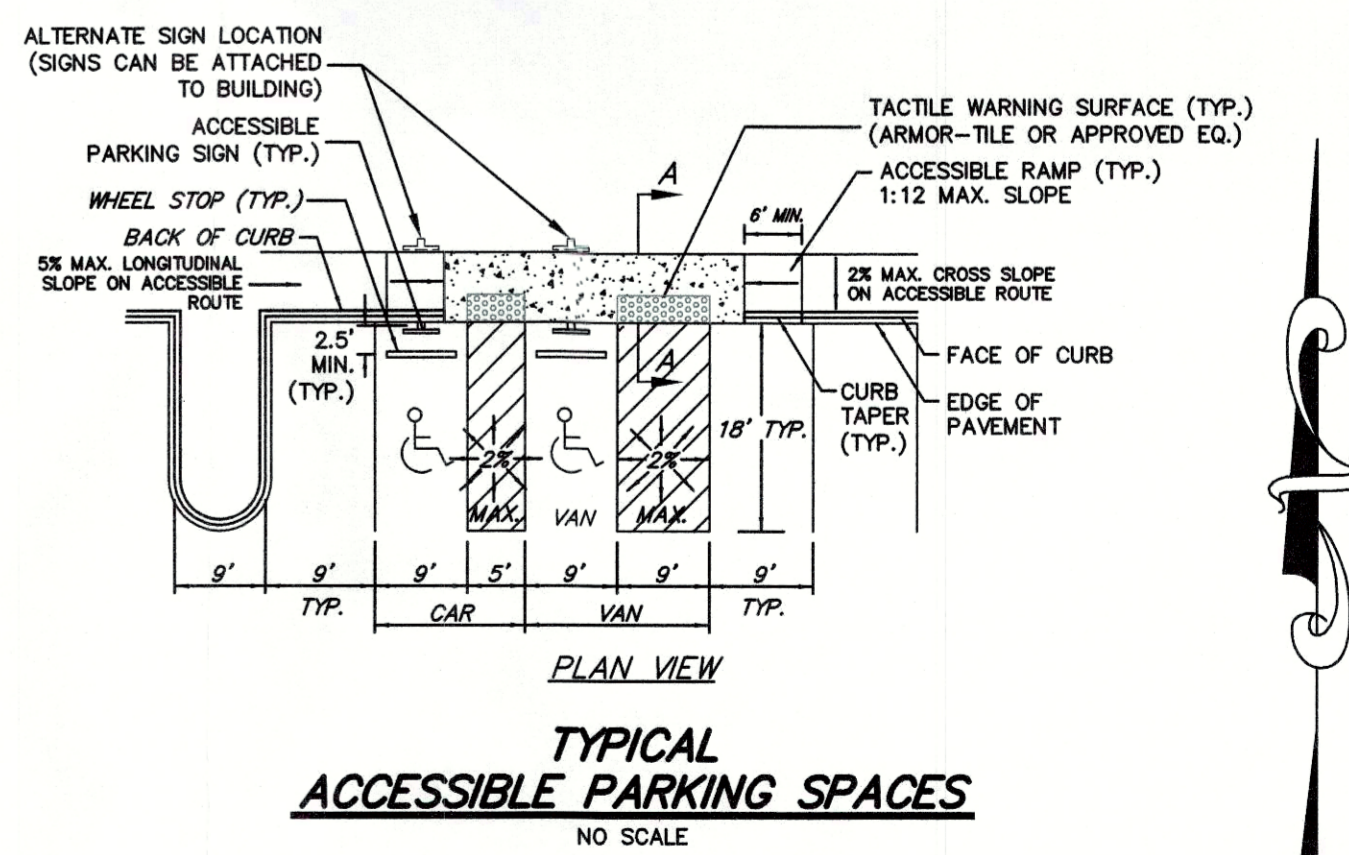 ALTERNATE SIGN LOCATION
(SIGNS CAN BE ATTACHED
TO BUILDING)
ACCESSIBLE
PARKING SIGN (TYP.)
WHEEL STOP (TYP.)
BACK OF CURB
5% MAX. LONGITUDINAL
SLOPE ON ACCESSIBLE
ROUTE
2.5'
MIN.
(TYP.)
TACTILE WARNING SURFACE (TYP.)
(ARMOR-TILE OR APPROVED EQ.)
A
ACCESSIBLE RAMP (TYP.)
1:12 MAX. SLOPE
6' MIN.
2% MAX. CROSS SLOPE
ON ACCESSIBLE ROUTE
A
FACE OF CURB
CURB
TAPER
(TYP.)
EDGE OF
PAVEMENT
18' TYP.
2%
2%
MAX.
VAN
MAX.
9'
9'
9'
5'
9'
9'
9'
TYP.
CAR
VAN
TYP.
PLAN VIEW
TYPICAL
ACCESSIBLE PARKING SPACES
NO SCALE